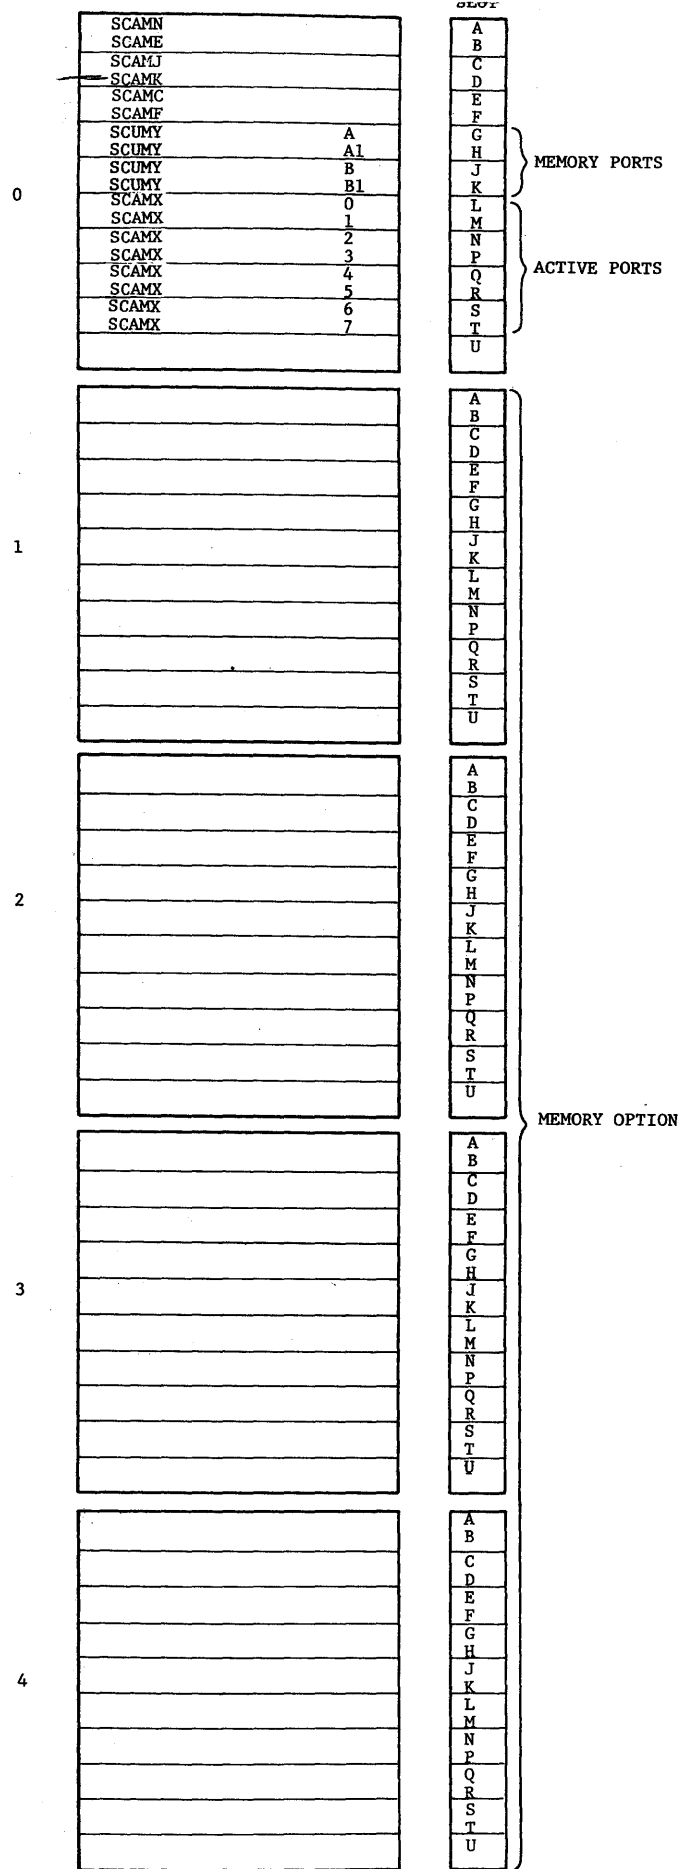 SLOT
SCAMN A
SCAME B
SCAMJ C
SCAMK D
SCAMC E
SCAMF F
SCUMY A G
SCUMY A1 H
MEMORY PORTS
SCUMY B J
SCUMY B1 K
0
SCAMX 0 L
SCAMX 1 M
SCAMX 2 N
SCAMX 3 P
ACTIVE PORTS
SCAMX 4 Q
SCAMX 5 R
SCAMX 6 S
SCAMX 7 T
U
A
B
C
D
E
F
G
H
1
J
K
L
M
N
P
Q
R
S
T
U
A
B
C
D
E
F
G
H
2
J
K
L
M
N
P
Q
R
S
T
U
MEMORY OPTION
A
B
C
D
E
F
G
H
3
J
K
L
M
N
P
Q
R
S
T
U
A
B
C
D
E
F
G
H
4
J
K
L
M
N
P
Q
R
S
T
U